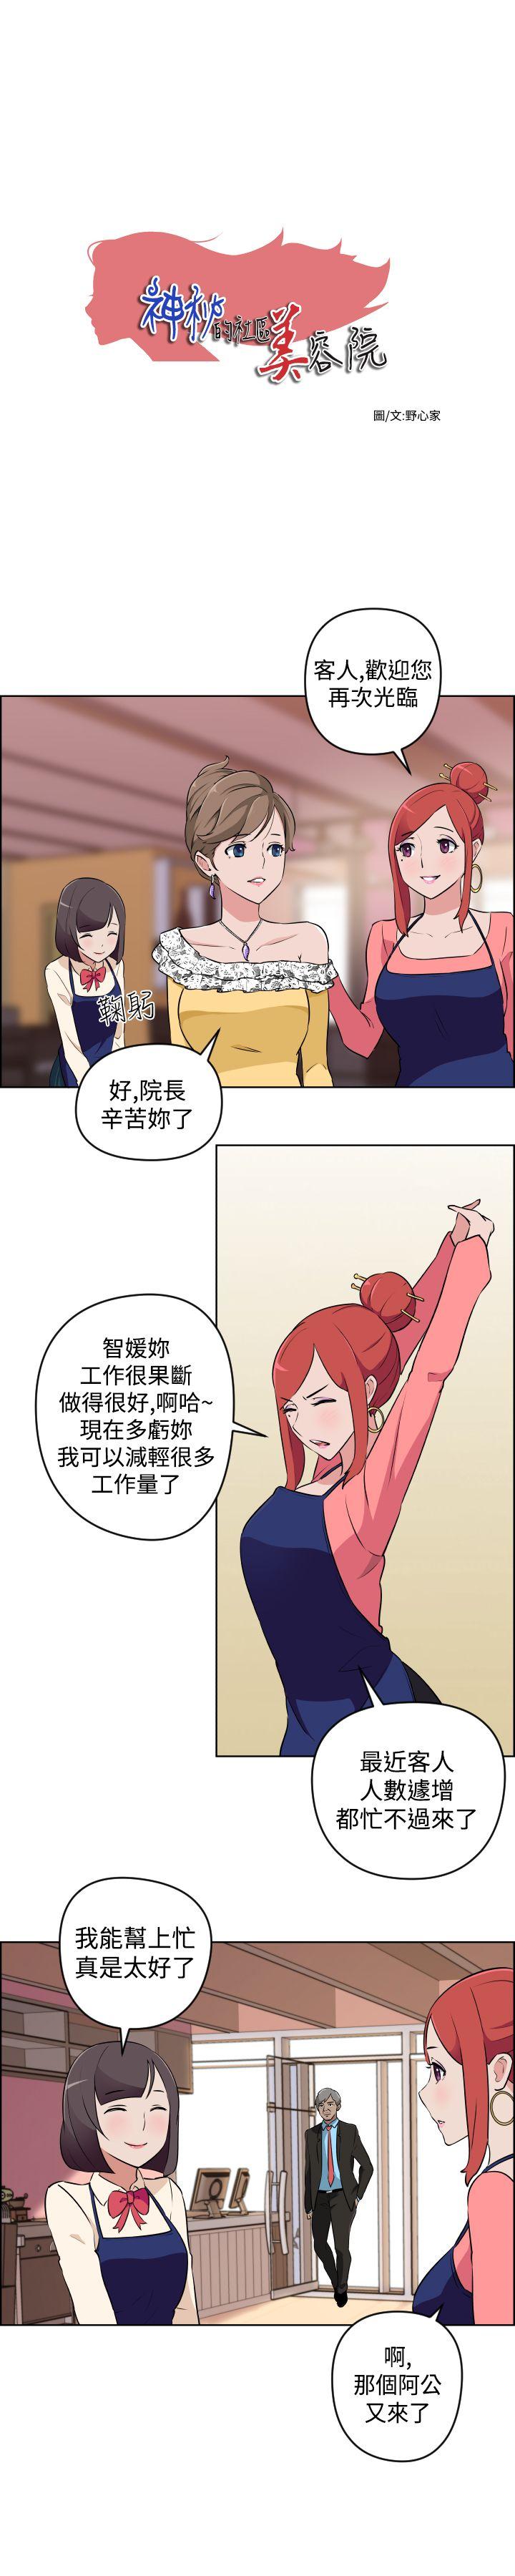 神秘的社區美容院
圖/文:野心家
客人,歡迎您
再次光臨
鞠躬
好,院長
辛苦妳了
智媛妳
工作很果斷
做得很好,啊哈~
現在多虧妳
我可以減輕很多
工作量了
最近客人
人數遽增
都忙不過來了
我能幫上忙
真是太好了
啊,
那個阿公
又來了